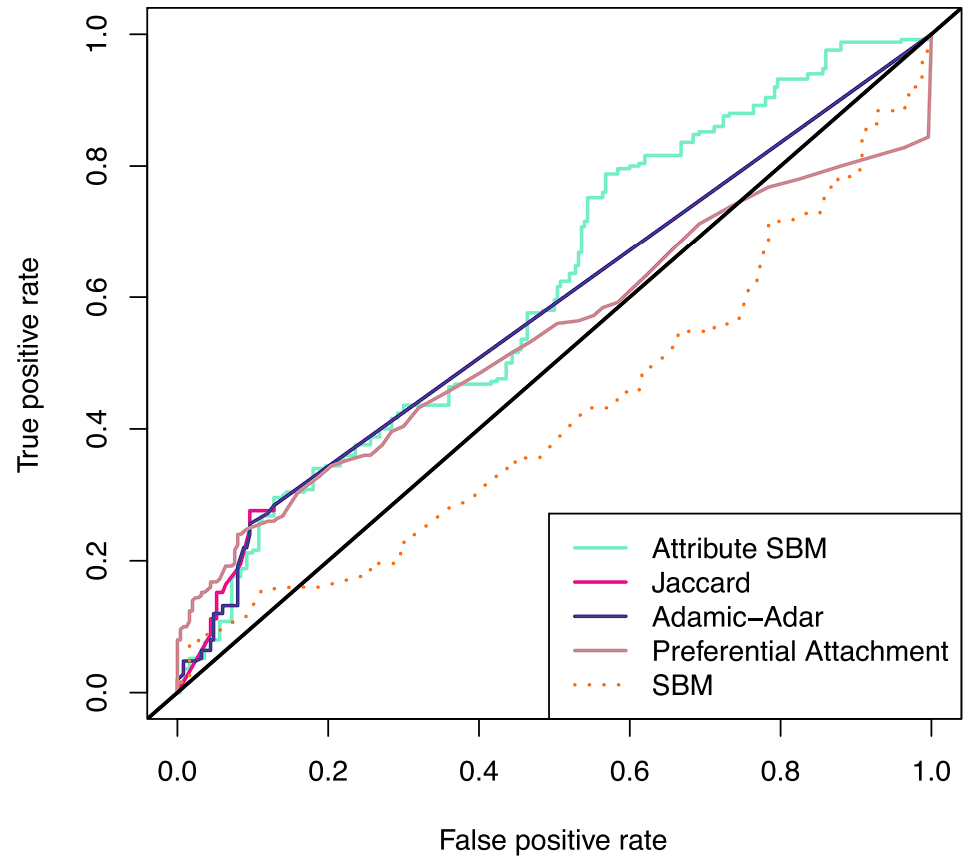 True positive rate
1.0
0.8
0.6
0.4
0.2
0.0
Attribute SBM
Jaccard
Adamic−Adar
Preferential Attachment
SBM
0.0 0.2 0.4 0.6 0.8 1.0
False positive rate